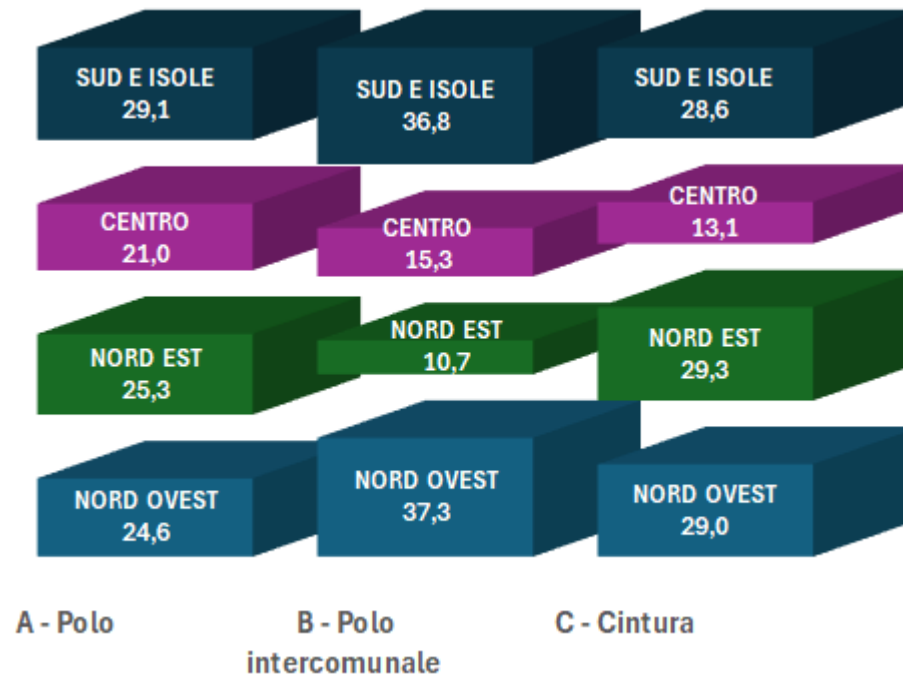 SUD E ISOLE
29,1
SUD E ISOLE
36,8
SUD E ISOLE
28,6
CENTRO
21,0
CENTRO
15,3
CENTRO
13,1
NORD EST
25,3
NORD EST
10,7
NORD EST
29,3
NORD OVEST
24,6
NORD OVEST
37,3
NORD OVEST
29,0
A - Polo
B - Polo
intercomunale
C - Cintura